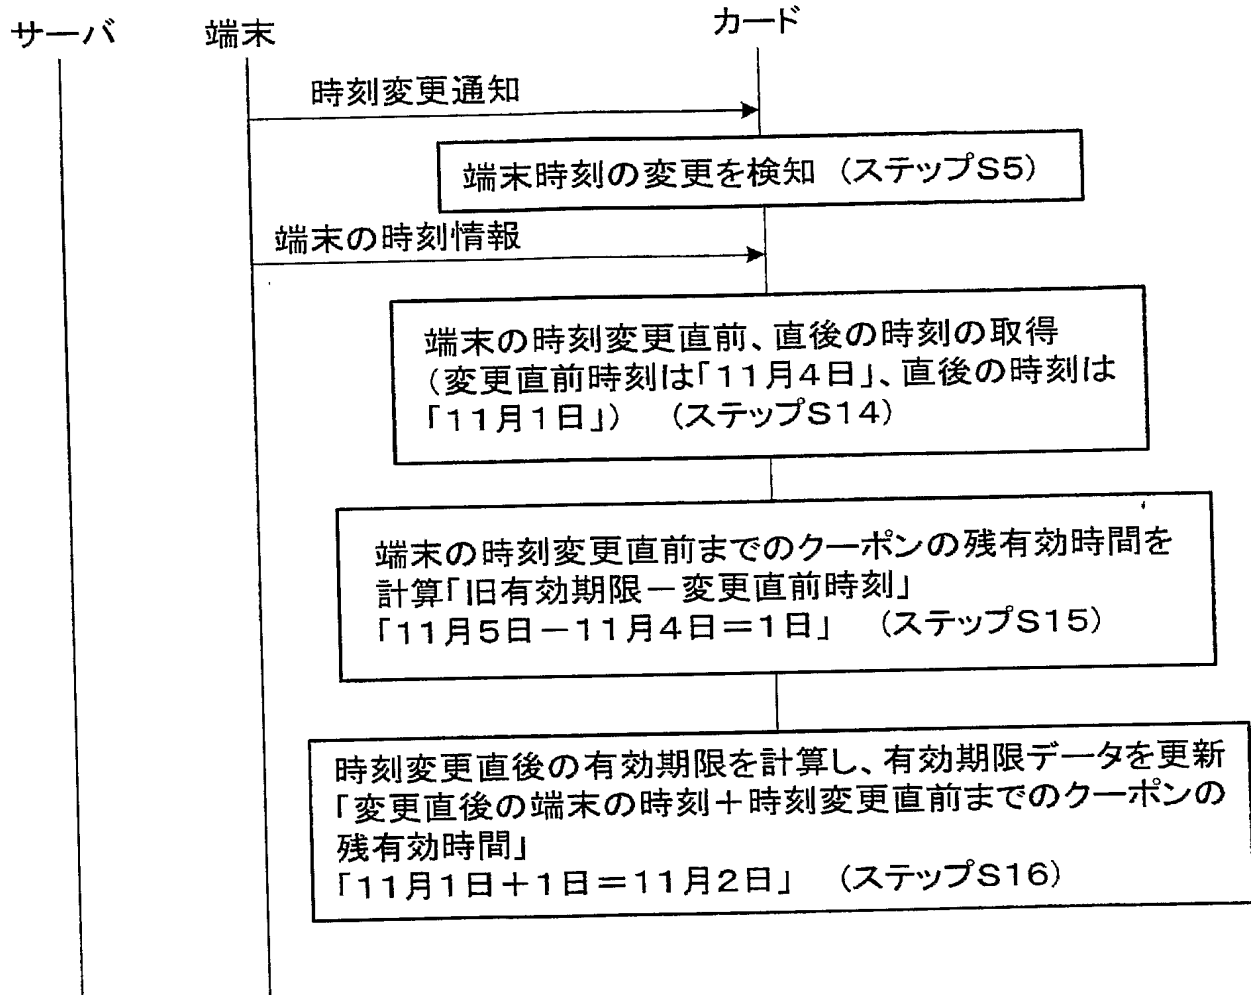 サーバ
端末
カード
時刻変更通知
端末時刻の変更を検知 (ステップS5)
端末の時刻情報
端末の時刻変更直前、直後の時刻の取得
(変更直前時刻は「11月4日」、直後の時刻は
「11月1日」) (ステップS14)
端末の時刻変更直前までのクーポンの残有効時間を
計算「旧有効期限－変更直前時刻」
「11月5日－11月4日＝1日」 (ステップS15)
時刻変更直後の有効期限を計算し、有効期限データを更新
「変更直後の端末の時刻＋時刻変更直前までのクーポンの
残有効時間」
「11月1日＋1日＝11月2日」 (ステップS16)